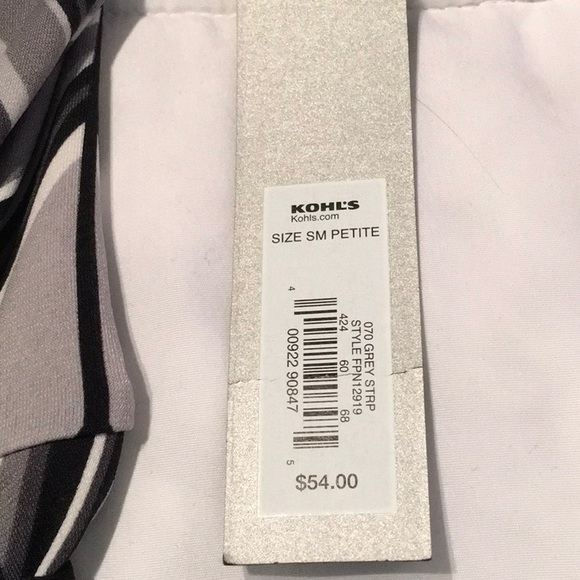 KOHL'S
Kohls.com
SIZE SM PETITE
070 GREY STRP
STYLE FPN12919
424 60 68
4 00922 90847 5
$54.00